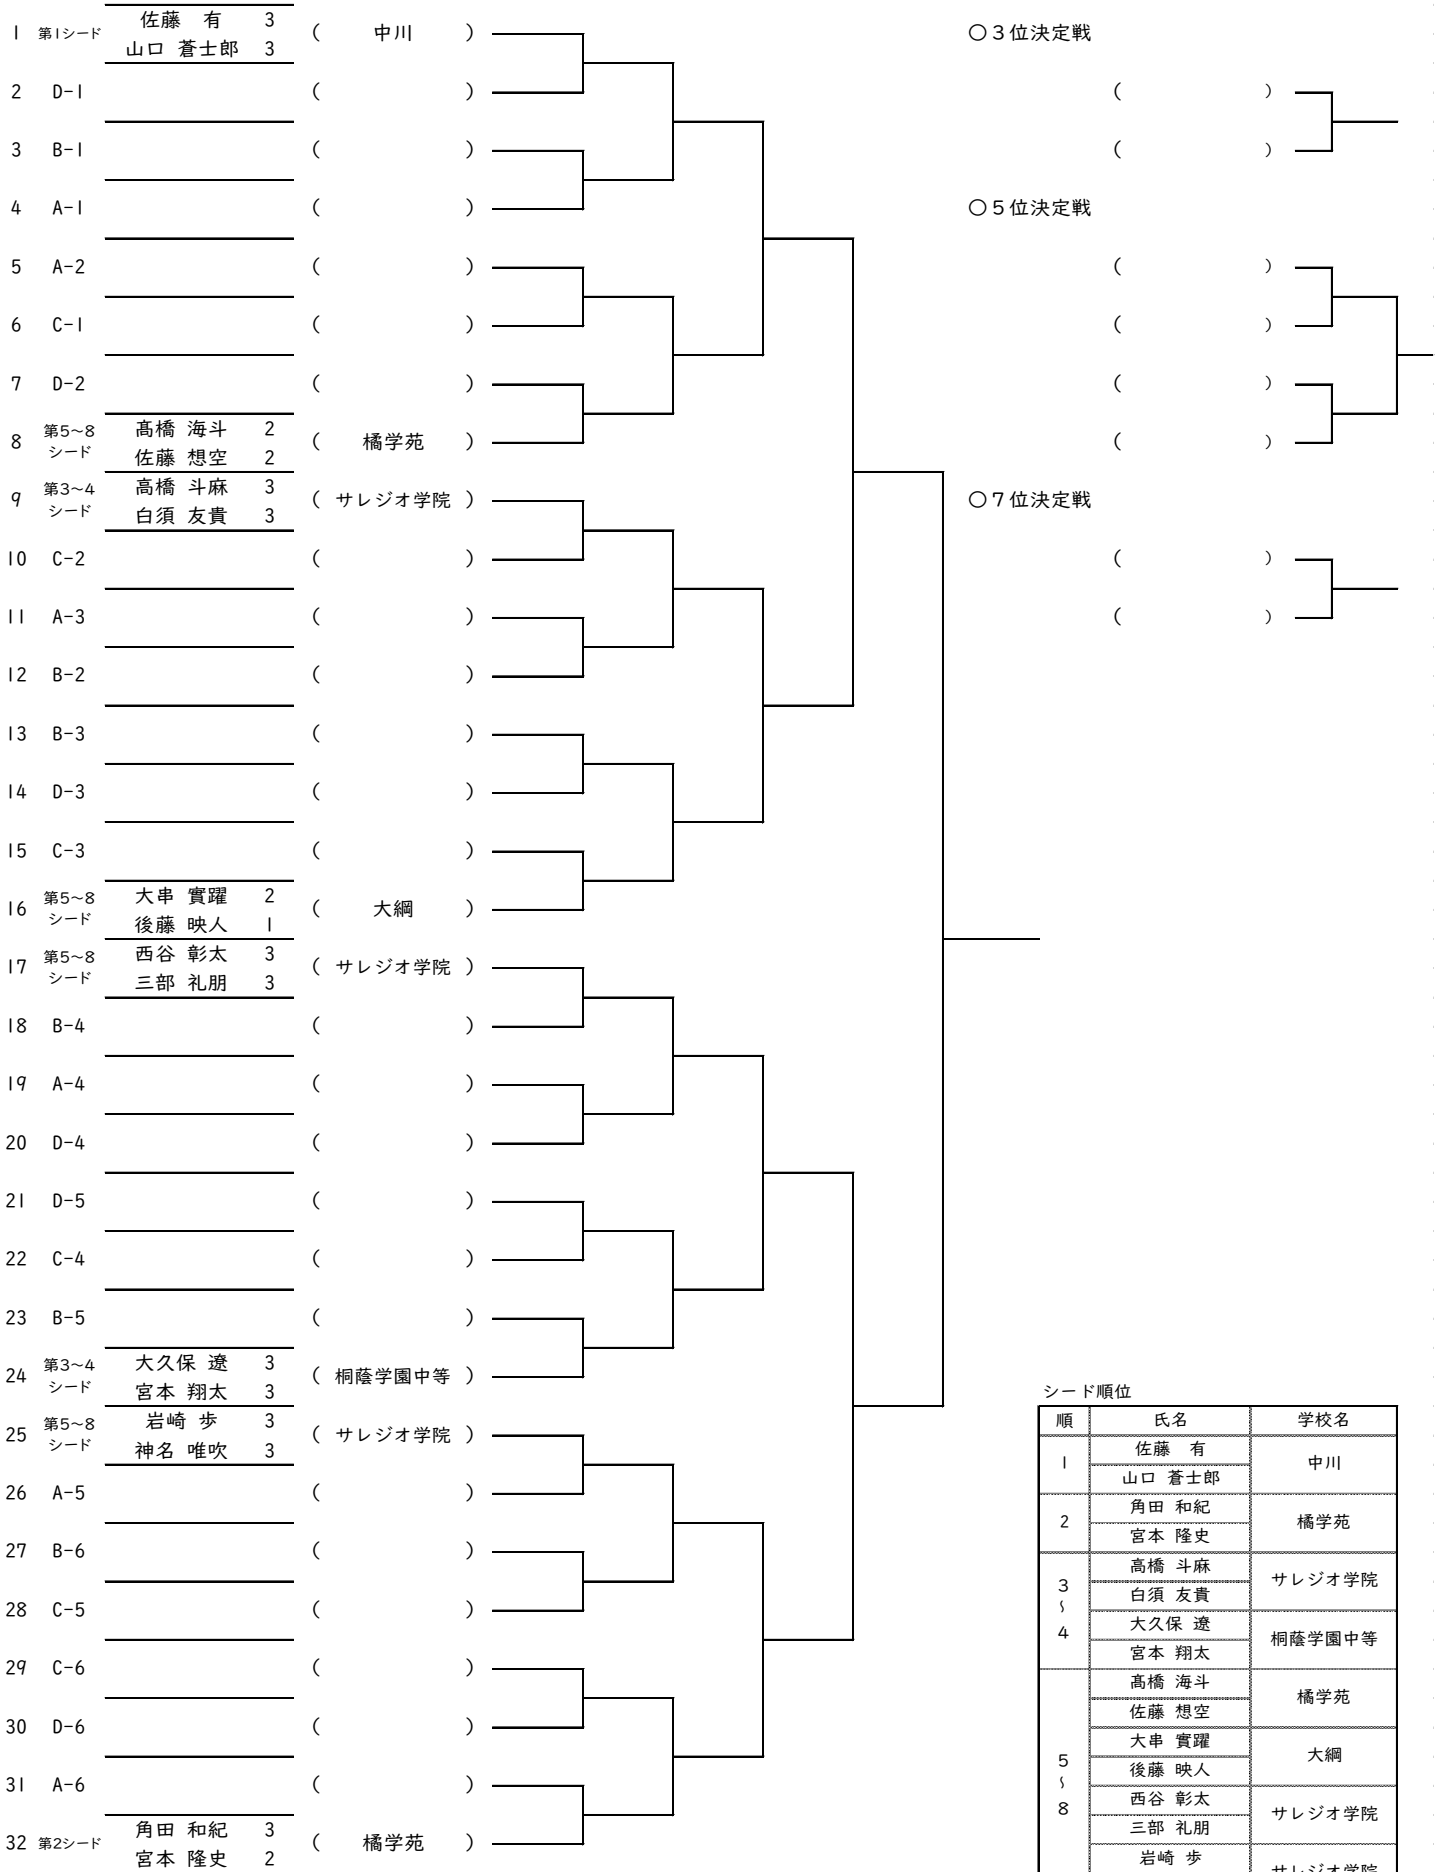 1 第1シード 佐藤 有 3 ( 中川 )
山口 蒼士郎 3
2 D-1 ( )
3 B-1 ( )
4 A-1 ( )
5 A-2 ( )
6 C-1 ( )
7 D-2 ( )
8 第5~8シード 髙橋 海斗 2 ( 橘学苑 )
佐藤 想空 2
9 第3~4シード 高橋 斗麻 3 ( サレジオ学院 )
白須 友貴 3
10 C-2 ( )
11 A-3 ( )
12 B-2 ( )
13 B-3 ( )
14 D-3 ( )
15 C-3 ( )
16 第5~8シード 大串 實躍 2 ( 大綱 )
後藤 映人 1
17 第5~8シード 西谷 彰太 3 ( サレジオ学院 )
三部 礼朋 3
18 B-4 ( )
19 A-4 ( )
20 D-4 ( )
21 D-5 ( )
22 C-4 ( )
23 B-5 ( )
24 第3~4シード 大久保 遼 3 ( 桐蔭学園中等 )
宮本 翔太 3
25 第5~8シード 岩崎 歩 3 ( サレジオ学院 )
神名 唯吹 3
26 A-5 ( )
27 B-6 ( )
28 C-5 ( )
29 C-6 ( )
30 D-6 ( )
31 A-6 ( )
32 第2シード 角田 和紀 3 ( 橘学苑 )
宮本 隆史 2
〇3位決定戦
( )
( )
〇5位決定戦
( )
( )
( )
( )
〇7位決定戦
( )
( )
シード順位
順 氏名 学校名
1 佐藤 有 中川
山口 蒼士郎
2 角田 和紀 橘学苑
宮本 隆史
3~4 高橋 斗麻 サレジオ学院
白須 友貴
大久保 遼 桐蔭学園中等
宮本 翔太
5~8 髙橋 海斗 橘学苑
佐藤 想空
大串 實躍 大綱
後藤 映人
西谷 彰太 サレジオ学院
三部 礼朋
岩崎 歩 サレジオ学院